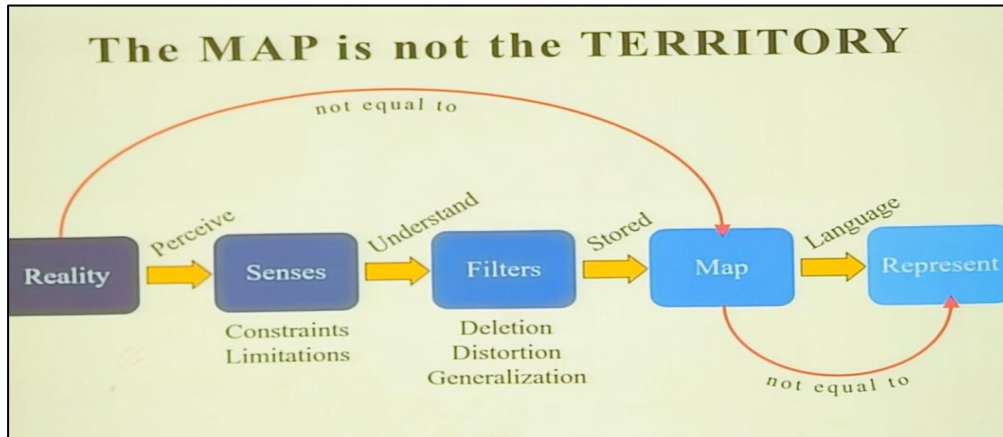 The MAP is not the TERRITORY
not equal to
Perceive
Understand
Stored
Language
Reality
Senses
Filters
Map
Represent
Constraints
Limitations
Deletion
Distortion
Generalization
not equal to